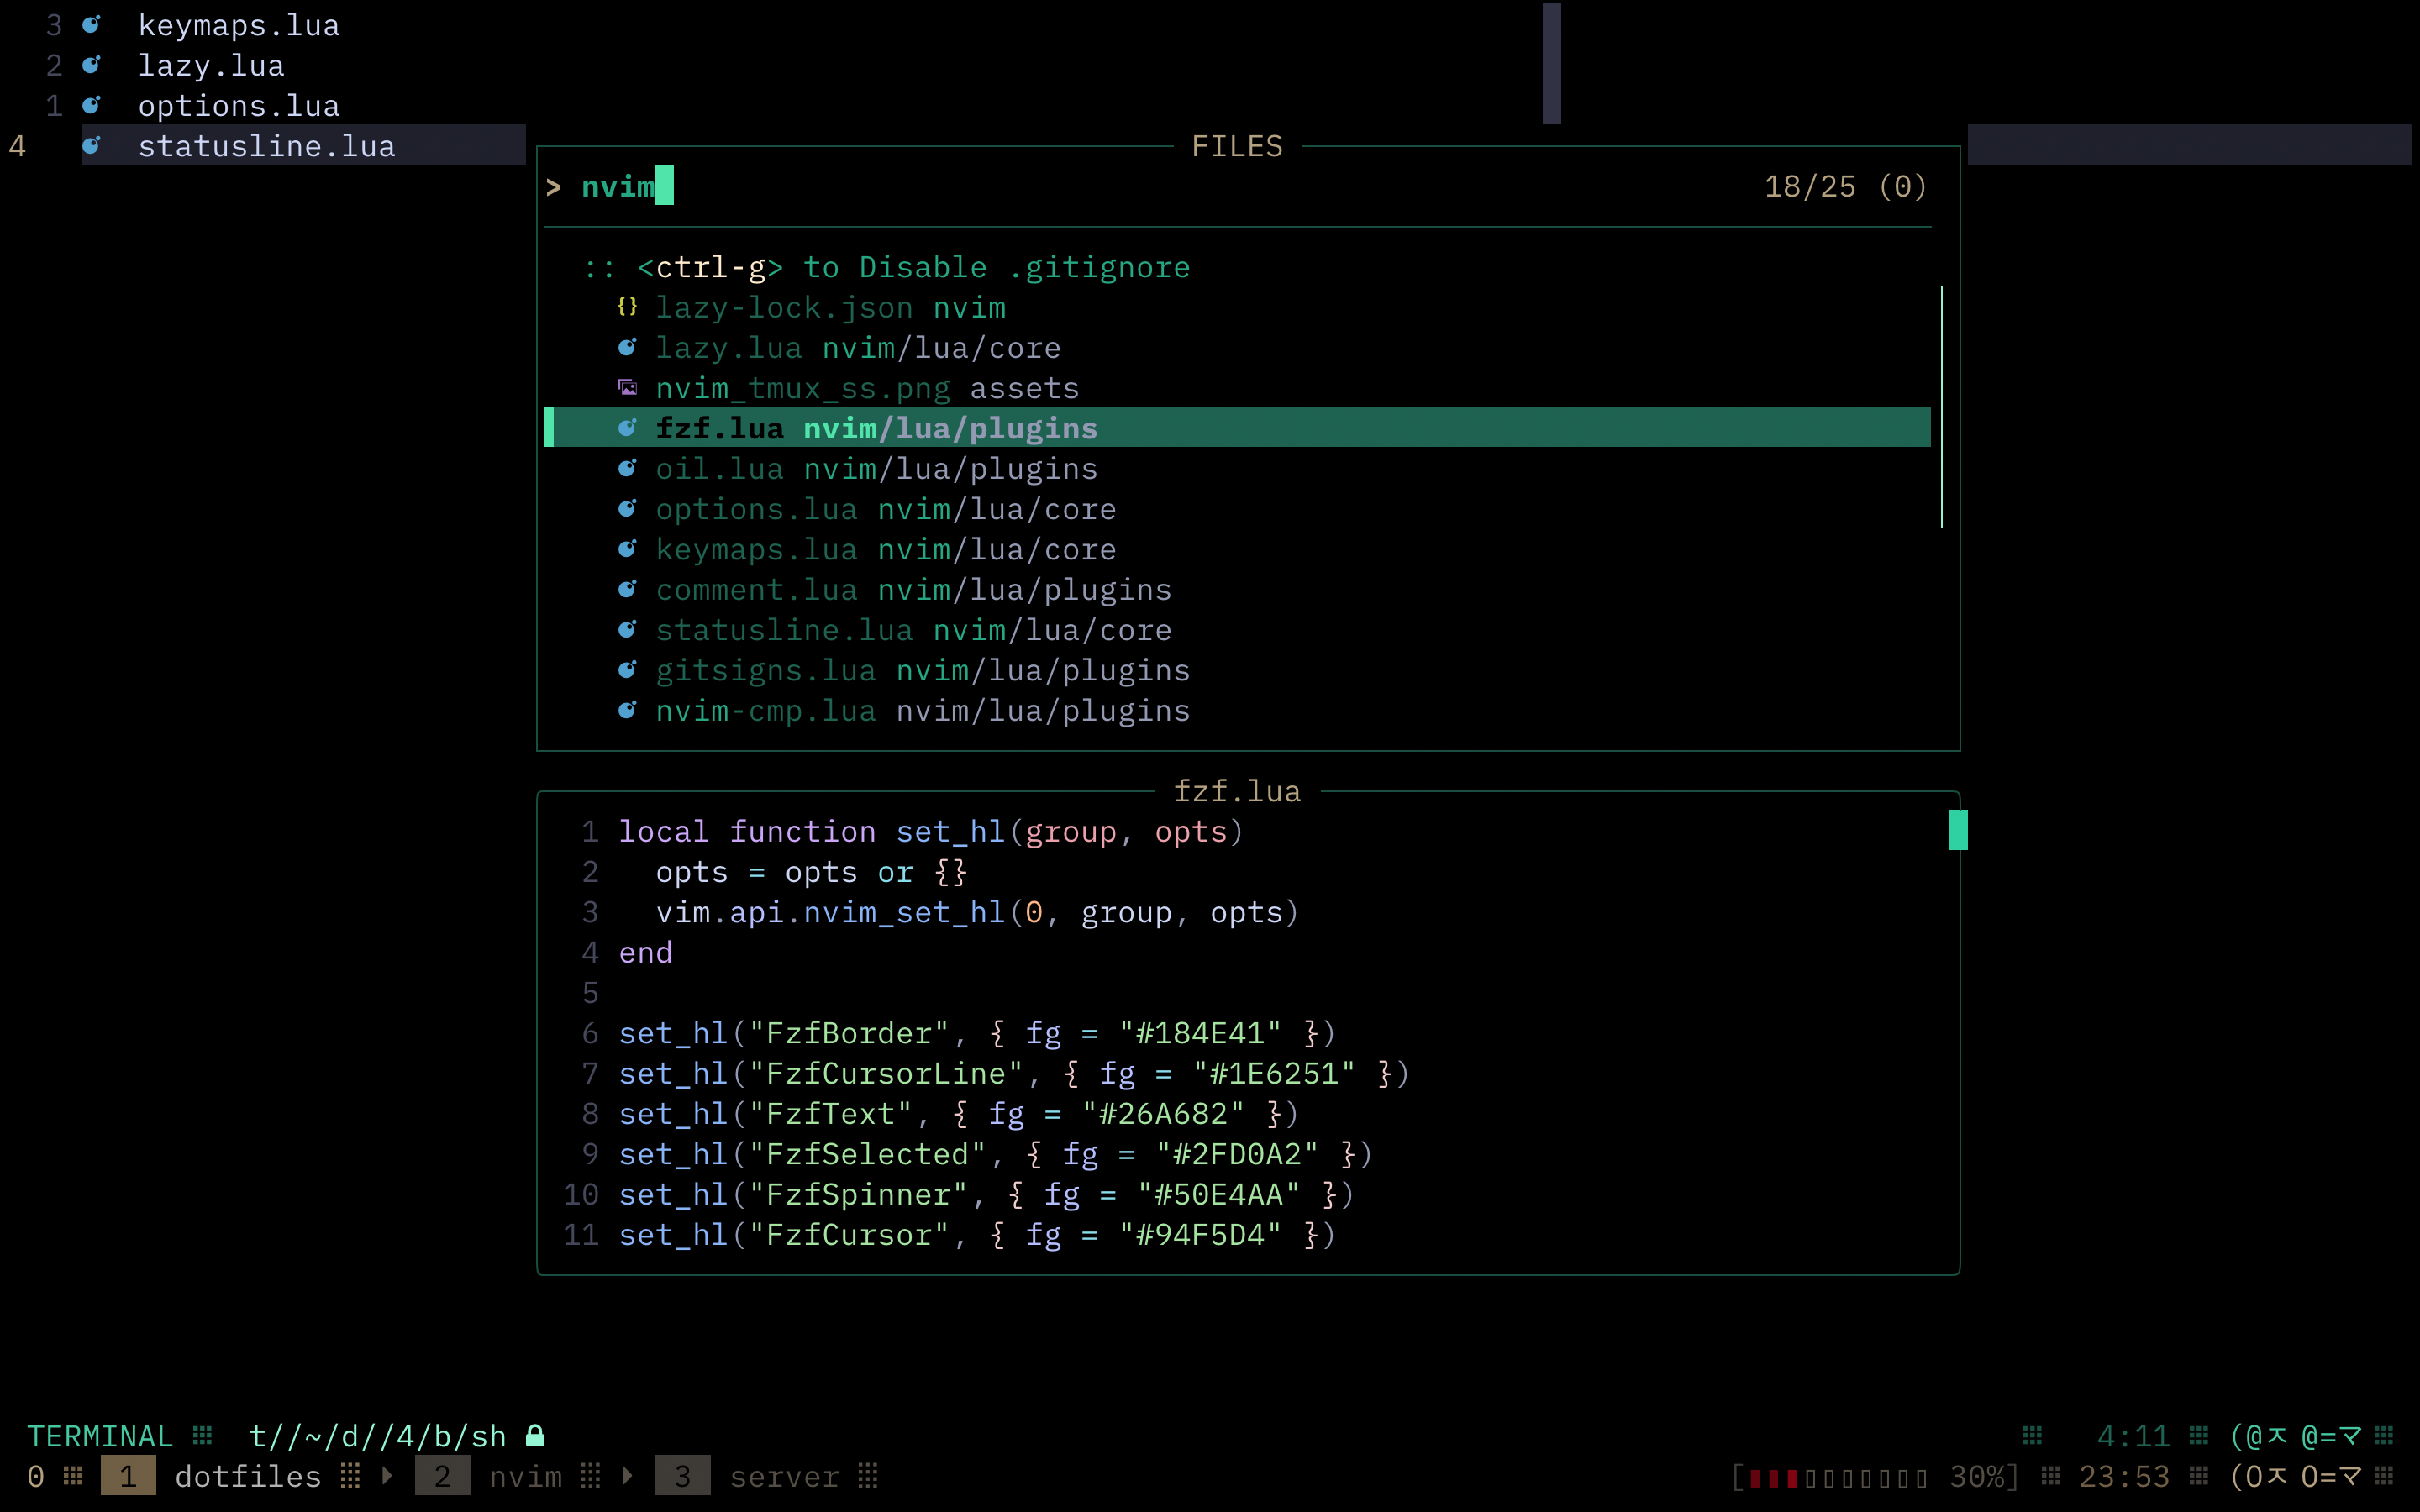 3 keymaps.lua
2 lazy.lua
1 options.lua
4 statusline.lua
FILES
> nvim 18/25 (0)
:: <ctrl-g> to Disable .gitignore
{} lazy-lock.json nvim
lazy.lua nvim/lua/core
nvim_tmux_ss.png assets
fzf.lua nvim/lua/plugins
oil.lua nvim/lua/plugins
options.lua nvim/lua/core
keymaps.lua nvim/lua/core
comment.lua nvim/lua/plugins
statusline.lua nvim/lua/core
gitsigns.lua nvim/lua/plugins
nvim-cmp.lua nvim/lua/plugins
fzf.lua
1 local function set_hl(group, opts)
2 opts = opts or {}
3 vim.api.nvim_set_hl(0, group, opts)
4 end
5
6 set_hl("FzfBorder", { fg = "#184E41" })
7 set_hl("FzfCursorLine", { fg = "#1E6251" })
8 set_hl("FzfText", { fg = "#26A682" })
9 set_hl("FzfSelected", { fg = "#2FD0A2" })
10 set_hl("FzfSpinner", { fg = "#50E4AA" })
11 set_hl("FzfCursor", { fg = "#94F5D4" })
TERMINAL t//~/d//4/b/sh 4:11 (@ㅈ @=マ
0 1 dotfiles 2 nvim 3 server [▮▮▮▯▯▯▯▯▯▯ 30%] 23:53 (Oㅈ O=マ